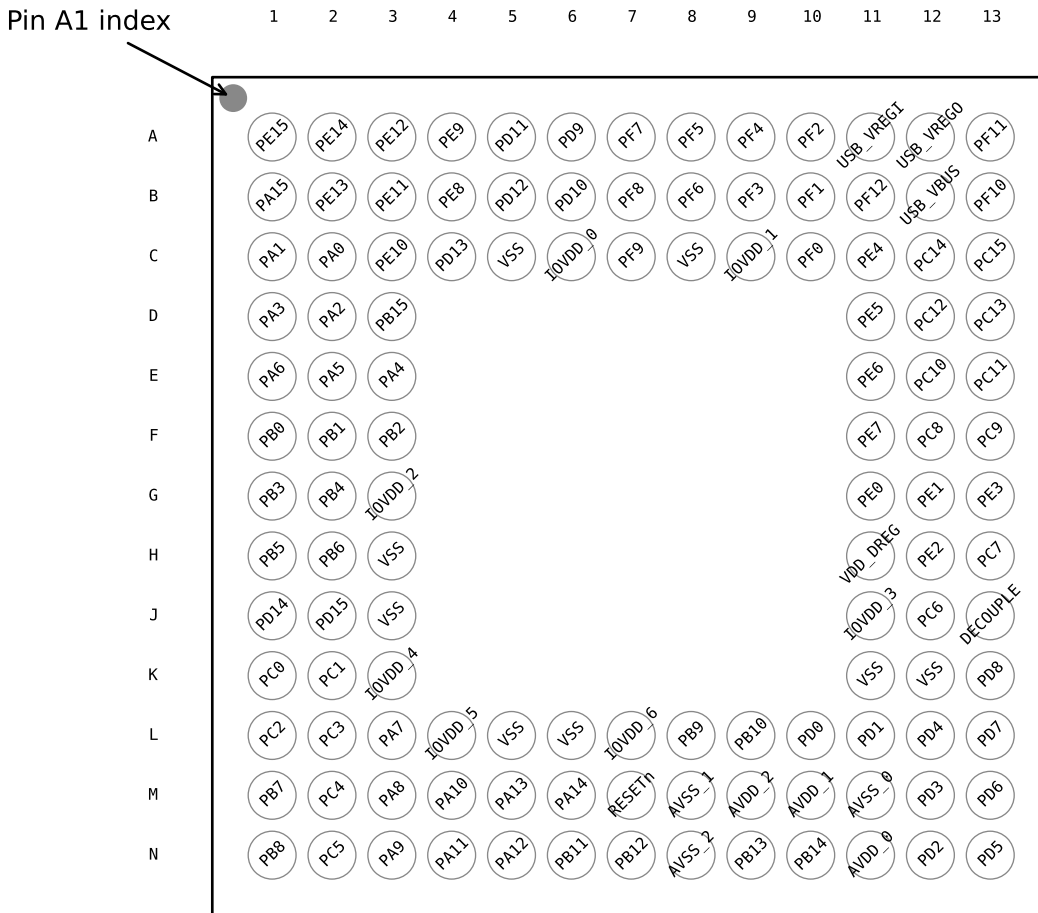 Pin A1 index
1 2 3 4 5 6 7 8 9 10 11 12 13
A PE15 PE14 PE12 PE9 PD11 PD9 PF7 PF5 PF4 PF2 USB_VREGI USB_VREGO PF11
B PA15 PE13 PE11 PE8 PD12 PD10 PF8 PF6 PF3 PF1 PF12 USB_VBUS PF10
C PA1 PA0 PE10 PD13 VSS IOVDD_0 PF9 VSS IOVDD_1 PF0 PE4 PC14 PC15
D PA3 PA2 PB15 PE5 PC12 PC13
E PA6 PA5 PA4 PE6 PC10 PC11
F PB0 PB1 PB2 PE7 PC8 PC9
G PB3 PB4 IOVDD_2 PE0 PE1 PE3
H PB5 PB6 VSS VDD_DREG PE2 PC7
J PD14 PD15 VSS IOVDD_3 PC6 DECOUPLE
K PC0 PC1 IOVDD_4 VSS VSS PD8
L PC2 PC3 PA7 IOVDD_5 VSS VSS IOVDD_6 PB9 PB10 PD0 PD1 PD4 PD7
M PB7 PC4 PA8 PA10 PA13 PA14 RESETn AVSS_1 AVDD_2 AVDD_1 AVSS_0 PD3 PD6
N PB8 PC5 PA9 PA11 PA12 PB11 PB12 AVSS_2 PB13 PB14 AVDD_0 PD2 PD5